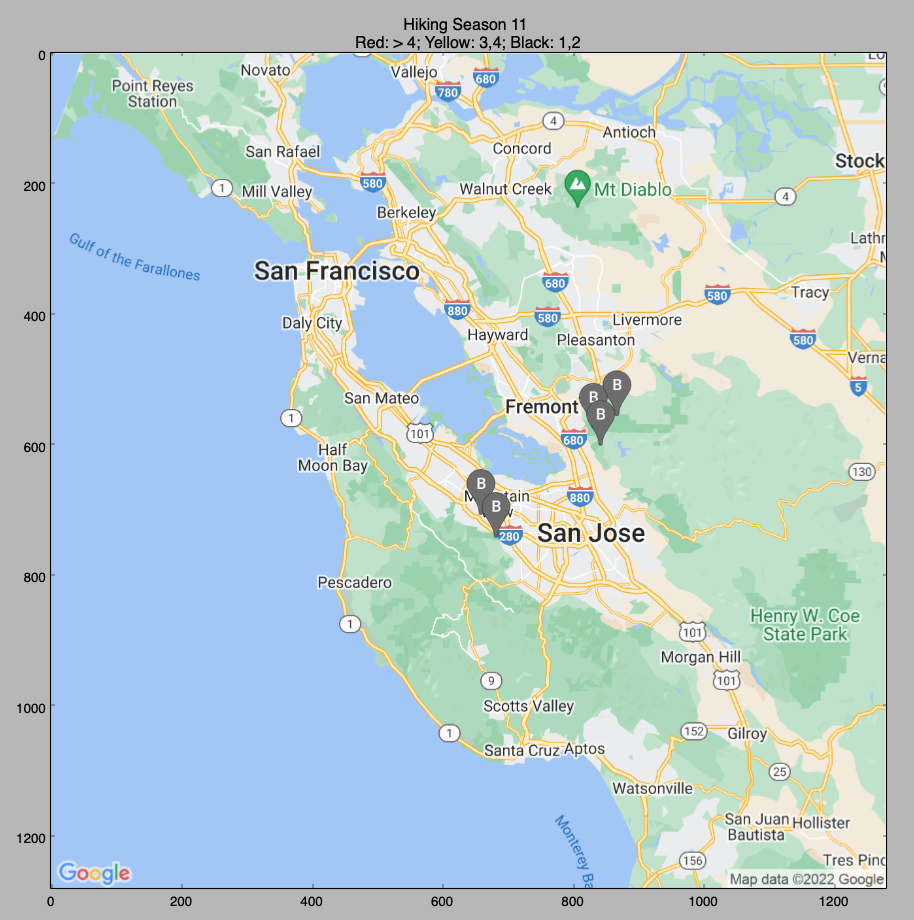 Hiking Season 11
Red: > 4; Yellow: 3,4; Black: 1,2
0
Novato
Vallejo
680
780
Point Reyes
Station
4
Antioch
Concord
San Rafael
Stock
200
1
Mill Valley
580
Walnut Creek
Mt Diablo
4
Berkeley
Gulf of the Farallones
San Francisco
680
580
Tracy
400
880
580
Livermore
Daly City
Hayward
Pleasanton
580
Verna
5
B
San Mateo
B
Fremont
B
1
101
680
600
Half
Moon Bay
130
B
880
B
280
San Jose
800
Pescadero
1
Henry W. Coe
State Park
101
Morgan Hill
9
101
1000
Scotts Valley
1
152
Gilroy
Santa Cruz
Aptos
25
Watsonville
Monterey Ba
San Juan
Bautista
Hollister
1200
156
Tres Pinc
Google
Map data ©2022 Google
0
200
400
600
800
1000
1200